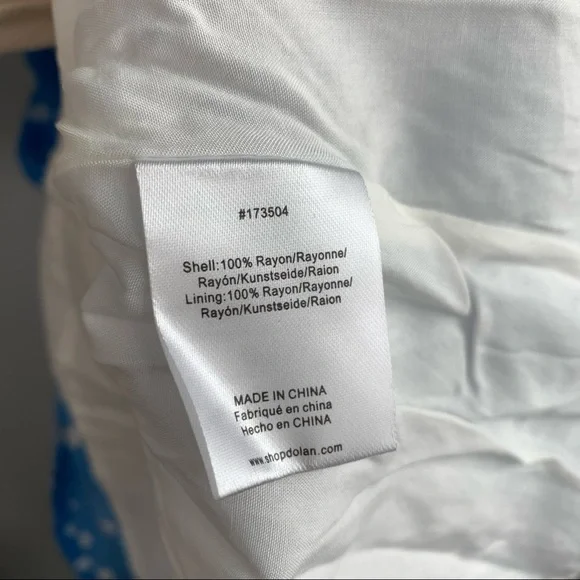 #173504
Shell:100% Rayon/Rayonne/
Rayón/Kunstseide/Raion
Lining:100% Rayon/Rayonne/
Rayón/Kunstseide/Raion
MADE IN CHINA
Fabriqué en china
Hecho en CHINA
www.shopdolan.com